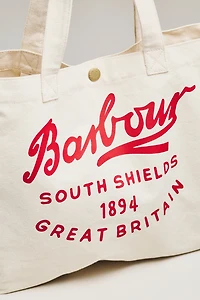 Barbour
SOUTH SHIELDS
1894
GREAT BRITAIN